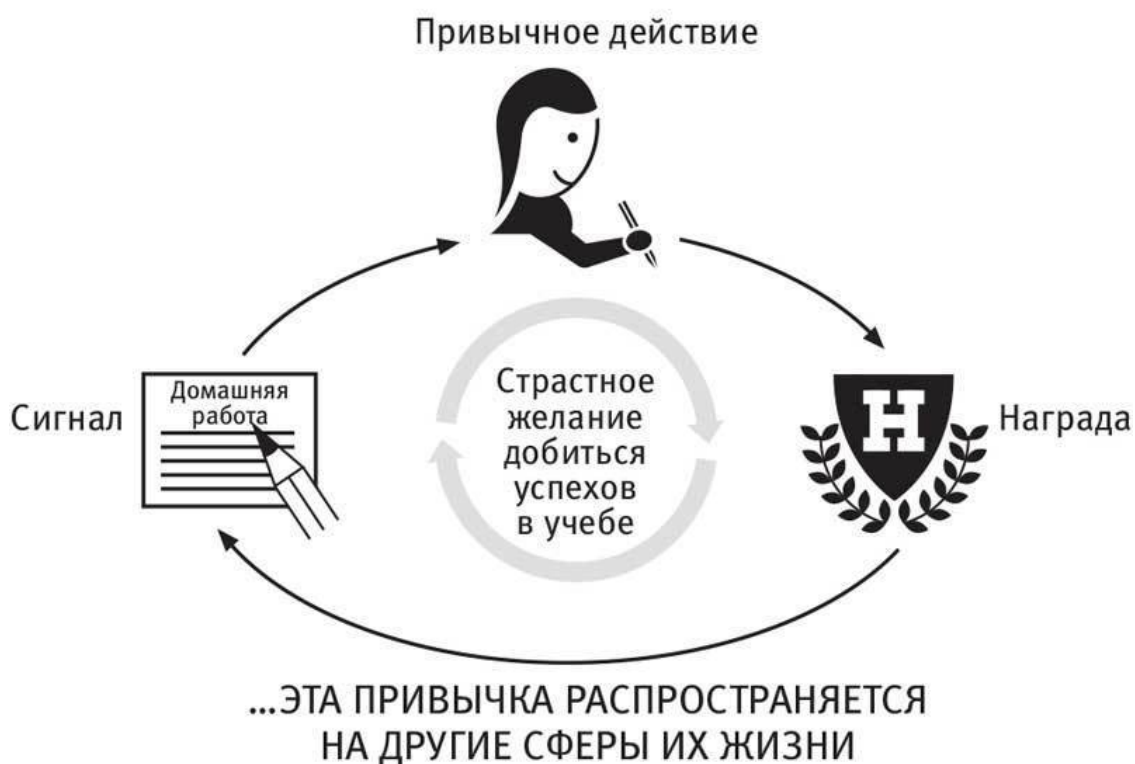 Привычное действие
Сигнал
Домашняя
работа
Страстное
желание
добиться
успехов
в учебе
H
Награда
...ЭТА ПРИВЫЧКА РАСПРОСТРАНЯЕТСЯ
НА ДРУГИЕ СФЕРЫ ИХ ЖИЗНИ